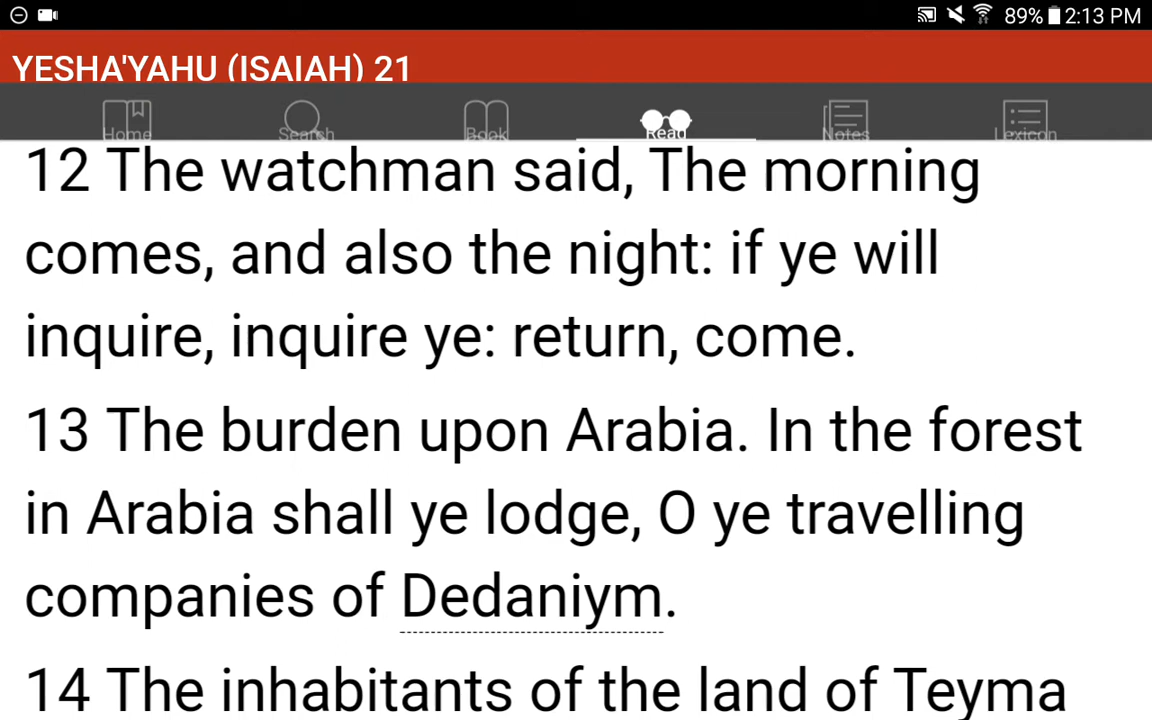 89% 2:13 PM
YESHA'YAHU (ISAIAH) 21
Home Search Book Read Notes Lexicon
12 The watchman said, The morning
comes, and also the night: if ye will
inquire, inquire ye: return, come.
13 The burden upon Arabia. In the forest
in Arabia shall ye lodge, O ye travelling
companies of Dedaniym.
14 The inhabitants of the land of Teyma